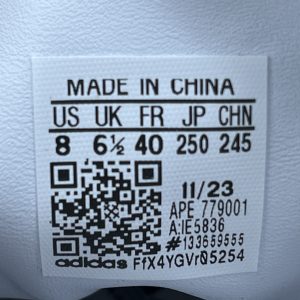 MADE IN CHINA
US UK FR JP CHN
8 6½ 40 250 245
11/23
APE 779001
A:IE5836
#133659555
adidas FfX4YGVr05254